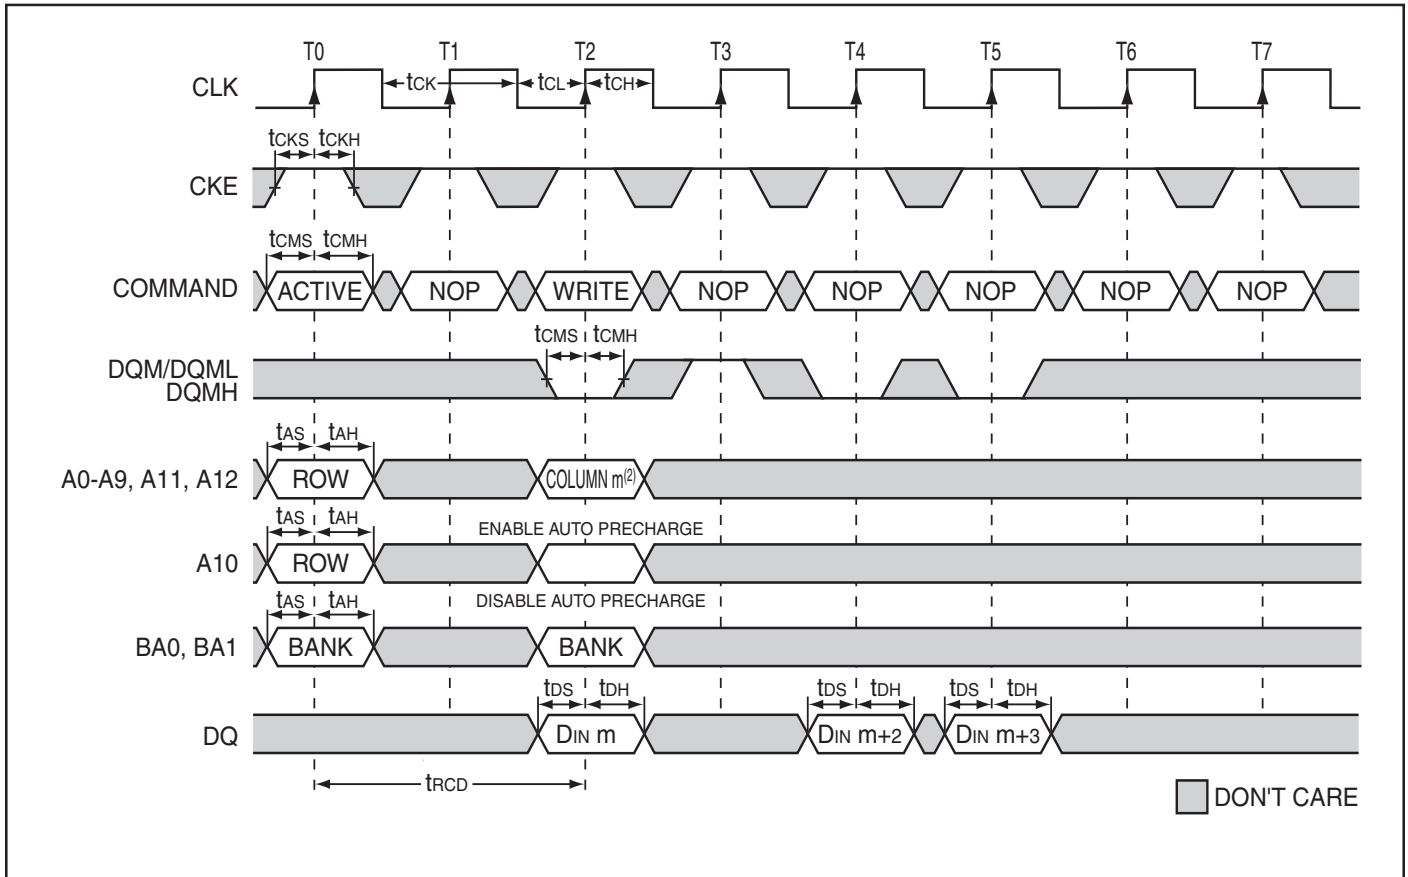 T0 T1 T2 T3 T4 T5 T6 T7
CLK tCK tCL tCH
tCKS tCKH
CKE
tCMS tCMH
COMMAND ACTIVE NOP WRITE NOP NOP NOP NOP NOP
tCMS tCMH
DQM/DQML
DQMH
tAS tAH
A0-A9, A11, A12 ROW COLUMN m(2)
tAS tAH ENABLE AUTO PRECHARGE
A10 ROW
tAS tAH DISABLE AUTO PRECHARGE
BA0, BA1 BANK BANK
tDS tDH tDS tDH tDS tDH
DQ DIN m DIN m+2 DIN m+3
tRCD
DON'T CARE